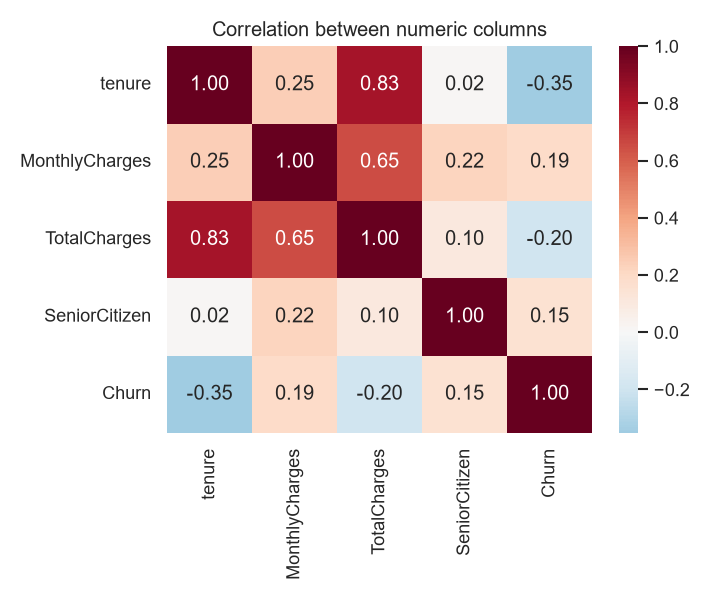 Correlation between numeric columns
tenure 1.00 0.25 0.83 0.02 -0.35
MonthlyCharges 0.25 1.00 0.65 0.22 0.19
TotalCharges 0.83 0.65 1.00 0.10 -0.20
SeniorCitizen 0.02 0.22 0.10 1.00 0.15
Churn -0.35 0.19 -0.20 0.15 1.00
tenure
MonthlyCharges
TotalCharges
SeniorCitizen
Churn
1.0
0.8
0.6
0.4
0.2
0.0
−0.2